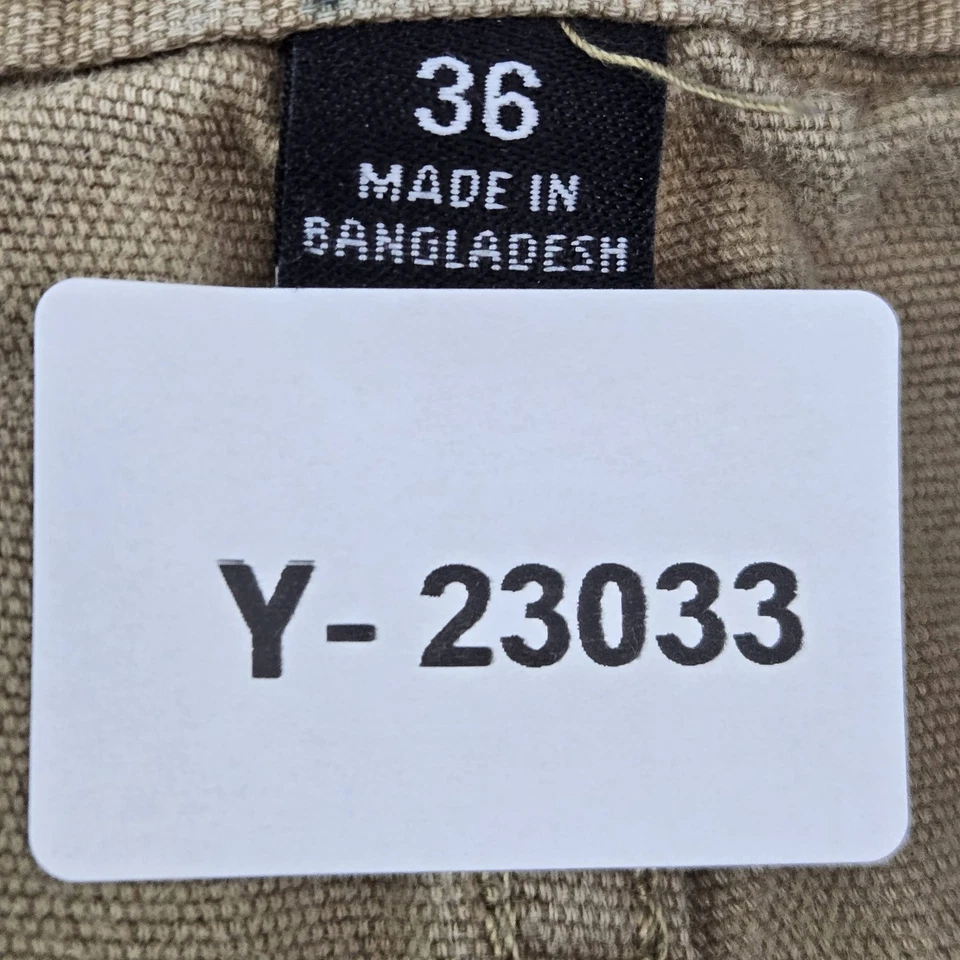 36
MADE IN
BANGLADESH
Y- 23033